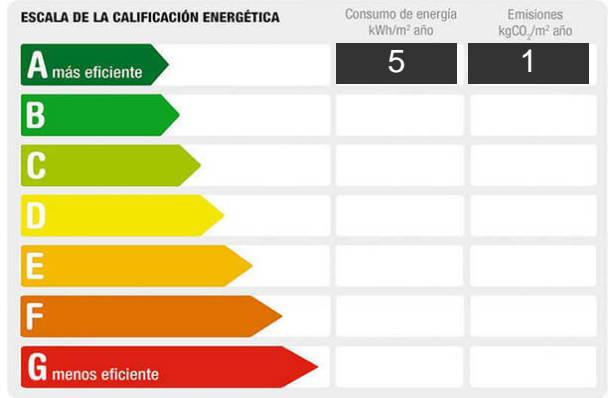 ESCALA DE LA CALIFICACIÓN ENERGÉTICA
Consumo de energía
kWh/m² año
Emisiones
kgCO₂/m² año
A más eficiente
5
1
B
C
D
E
F
G menos eficiente